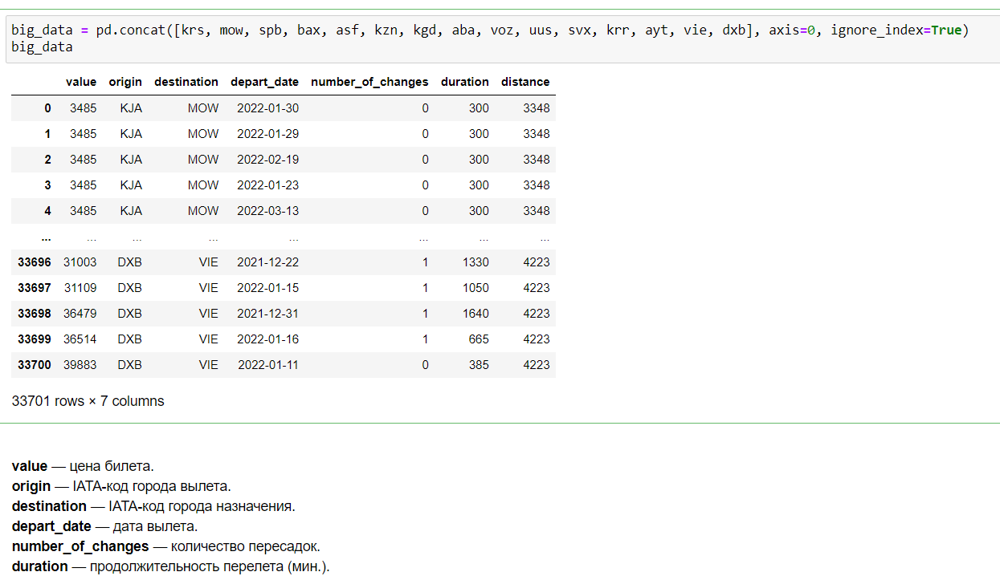 big_data = pd.concat([krs, mow, spb, bax, asf, kzn, kgd, aba, voz, uus, svx, krr, ayt, vie, dxb], axis=0, ignore_index=True)
big_data
value origin destination depart_date number_of_changes duration distance
0 3485 KJA MOW 2022-01-30 0 300 3348
1 3485 KJA MOW 2022-01-29 0 300 3348
2 3485 KJA MOW 2022-02-19 0 300 3348
3 3485 KJA MOW 2022-01-23 0 300 3348
4 3485 KJA MOW 2022-03-13 0 300 3348
... ... ... ... ... ... ... ...
33696 31003 DXB VIE 2021-12-22 1 1330 4223
33697 31109 DXB VIE 2022-01-15 1 1050 4223
33698 36479 DXB VIE 2021-12-31 1 1640 4223
33699 36514 DXB VIE 2022-01-16 1 665 4223
33700 39883 DXB VIE 2022-01-11 0 385 4223
33701 rows × 7 columns
value — цена билета.
origin — IATA-код города вылета.
destination — IATA-код города назначения.
depart_date — дата вылета.
number_of_changes — количество пересадок.
duration — продолжительность перелета (мин.).